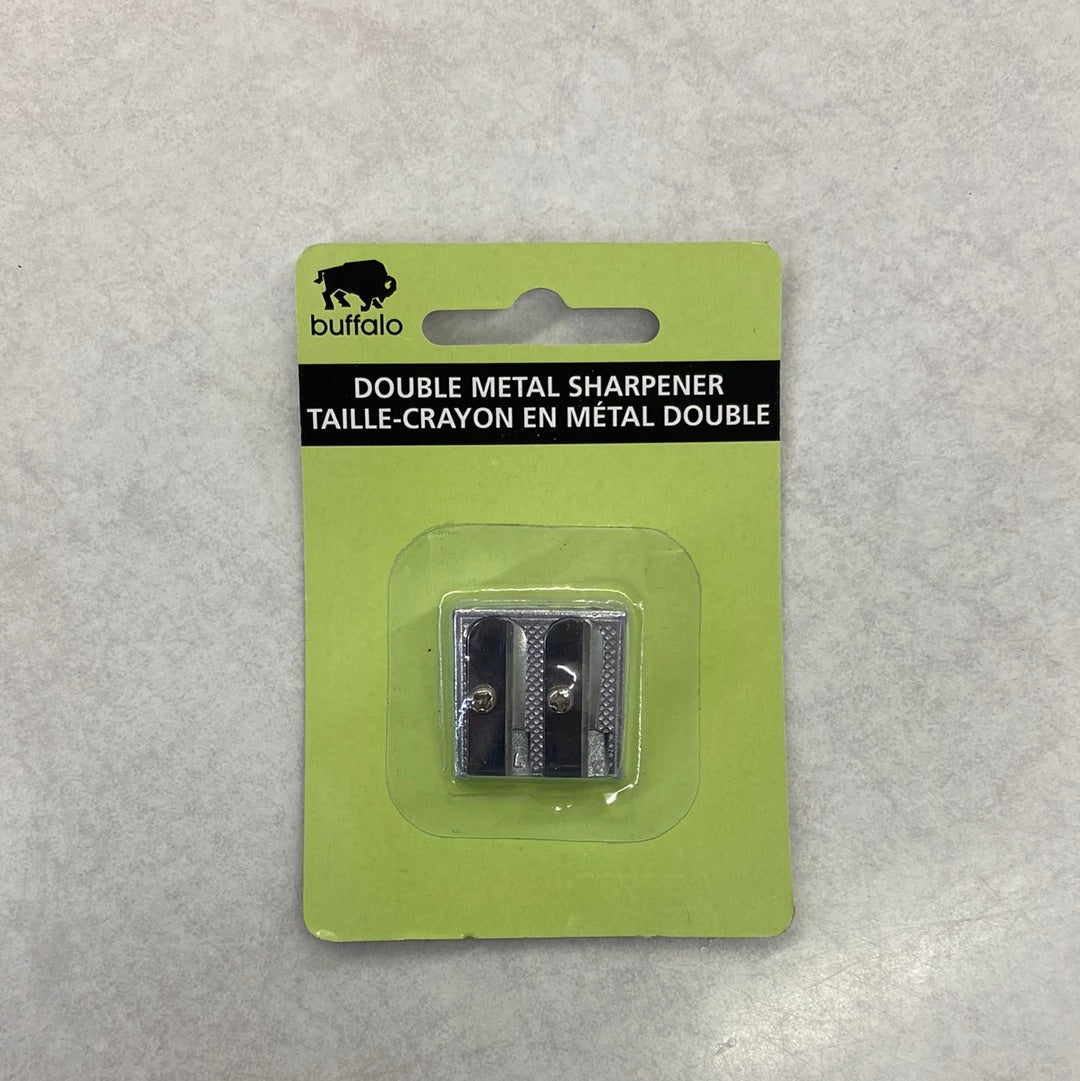 buffalo
DOUBLE METAL SHARPENER
TAILLE-CRAYON EN MÉTAL DOUBLE